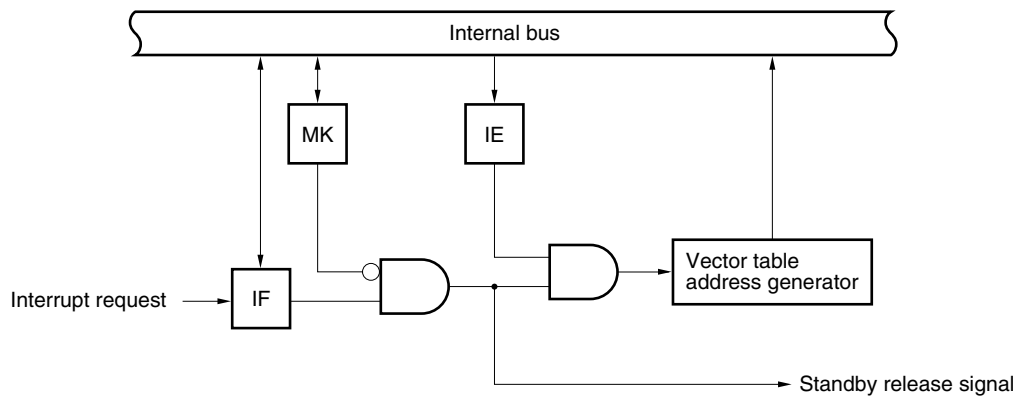 Internal bus
MK
IE
Vector table
address generator
Interrupt request
IF
Standby release signal